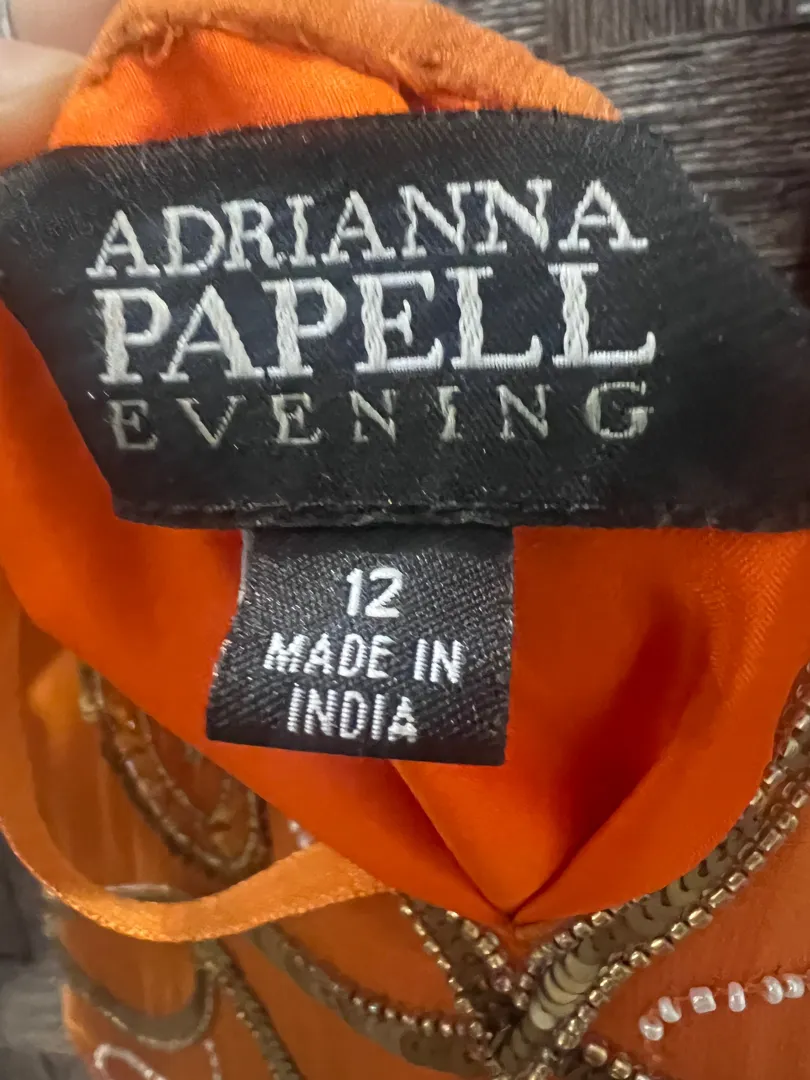 ADRIANNA
PAPELL
EVENING
12
MADE IN
INDIA